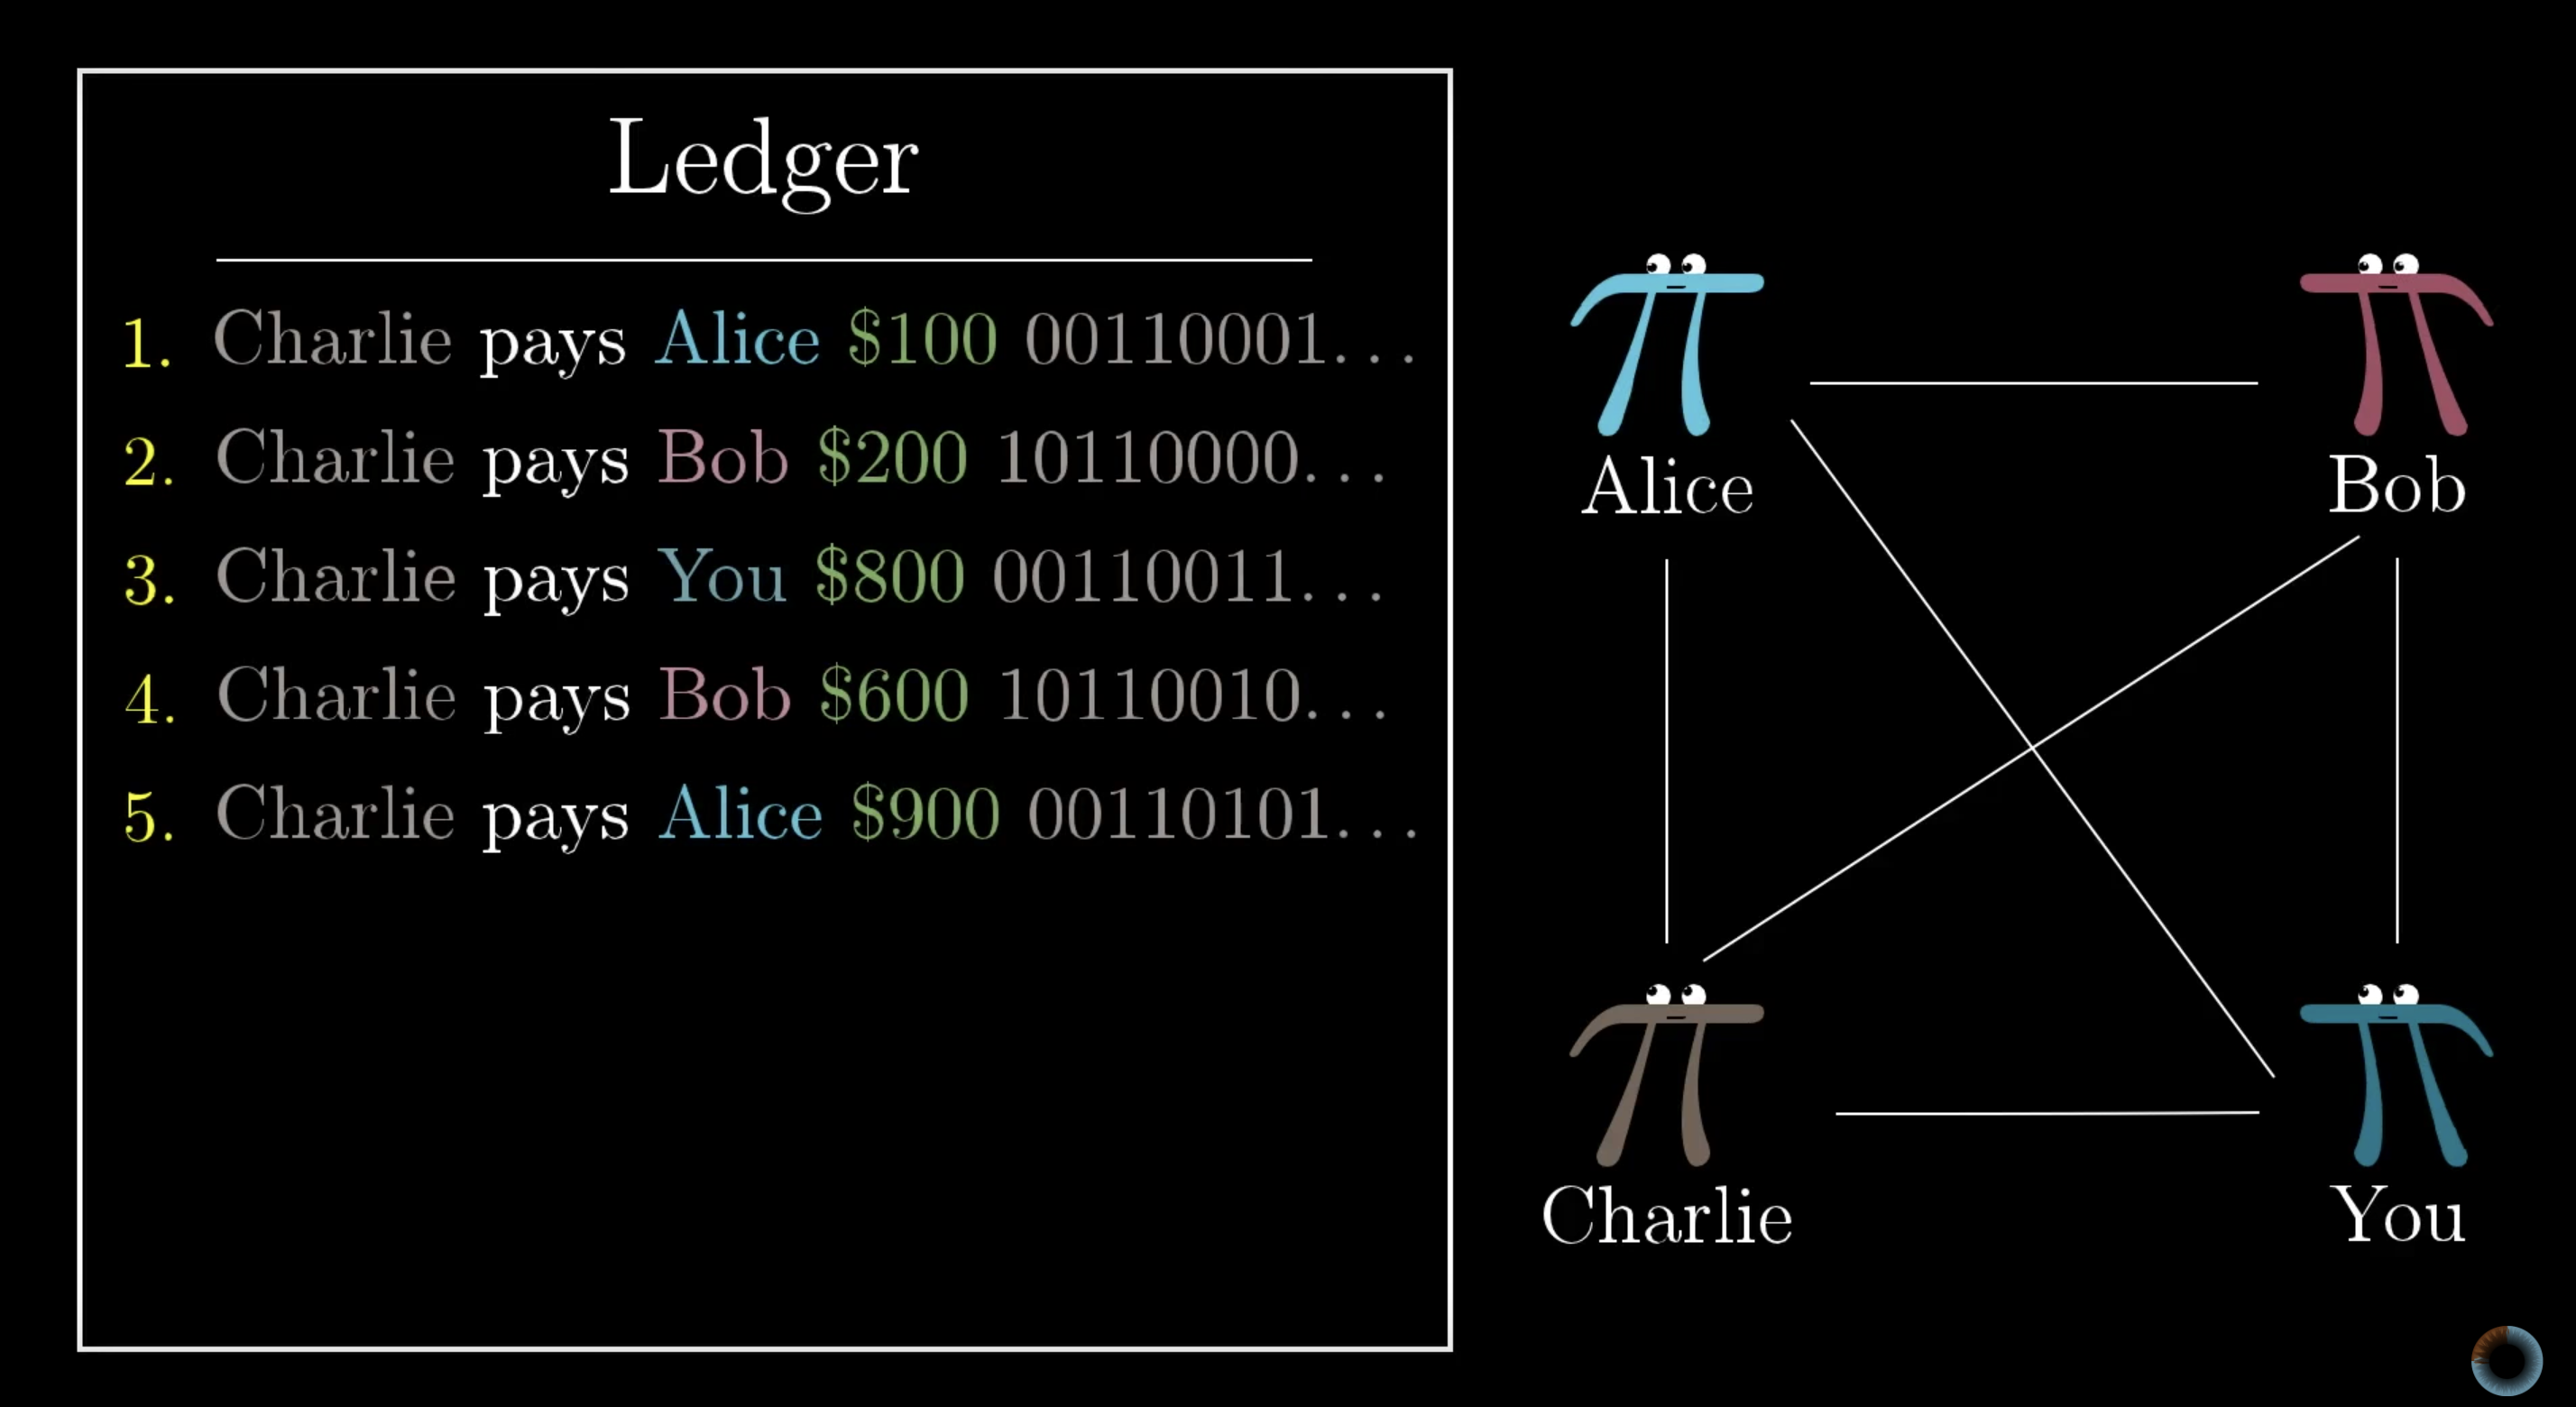 Ledger
1. Charlie pays Alice $100 00110001...
2. Charlie pays Bob $200 10110000...
3. Charlie pays You $800 00110011...
4. Charlie pays Bob $600 10110010...
5. Charlie pays Alice $900 00110101...
Alice
Bob
Charlie
You